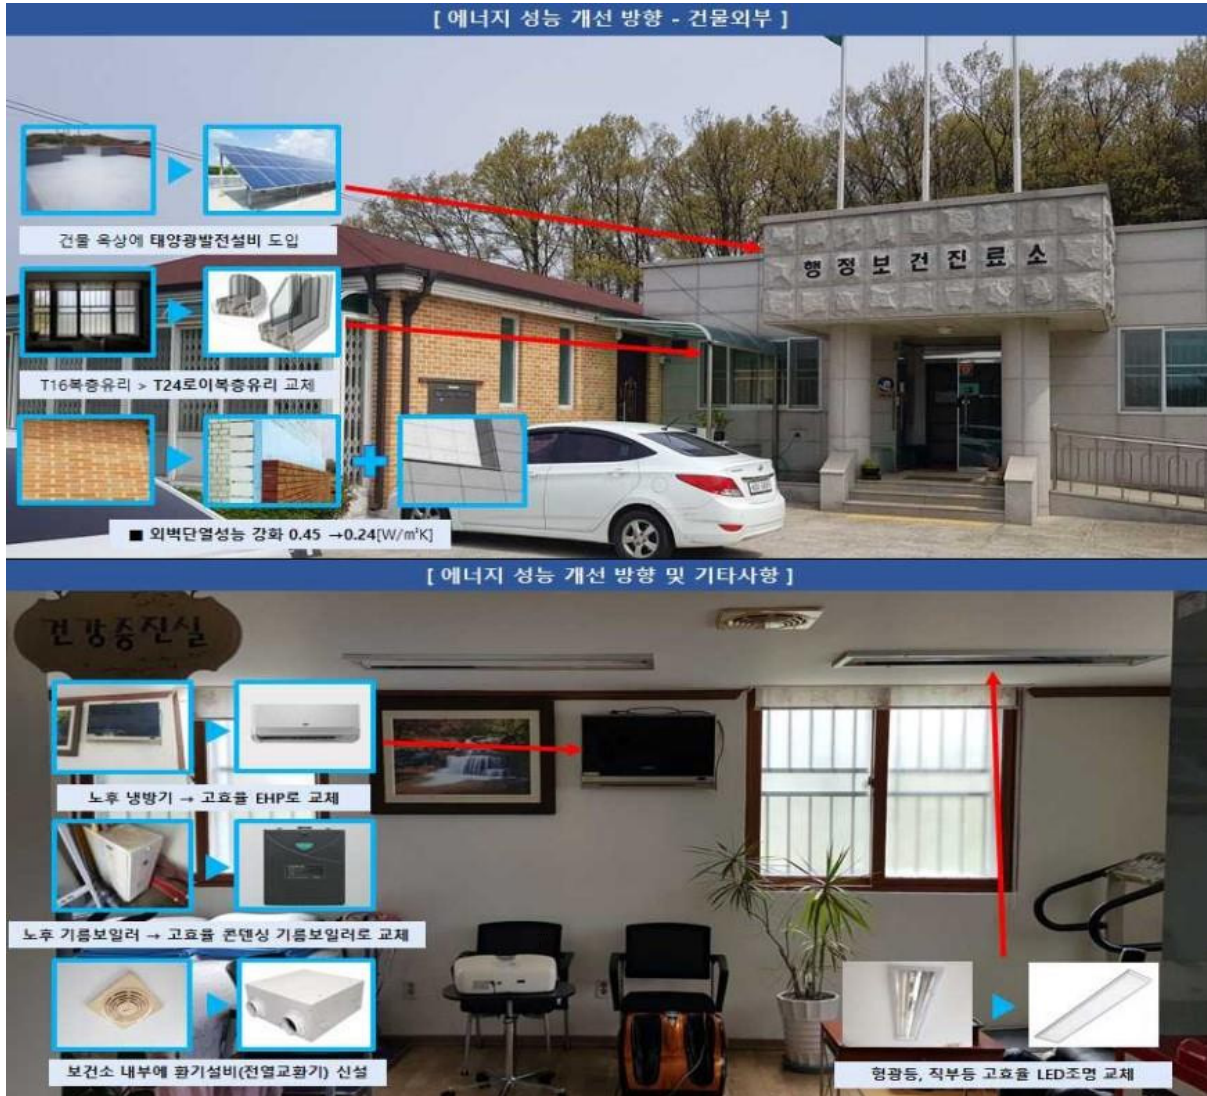 [ 에너지 성능 개선 방향 - 건물외부 ]
건물 옥상에 태양광발전설비 도입
행정보건진료소
T16복층유리 > T24로이복층유리 교체
■ 외벽단열성능 강화 0.45 →0.24[W/m²K]
[ 에너지 성능 개선 방향 및 기타사항 ]
건강증진실
노후 냉방기 → 고효율 EHP로 교체
노후 기름보일러 → 고효율 콘덴싱 기름보일러로 교체
보건소 내부에 환기설비(전열교환기) 신설
형광등, 직부등 고효율 LED조명 교체